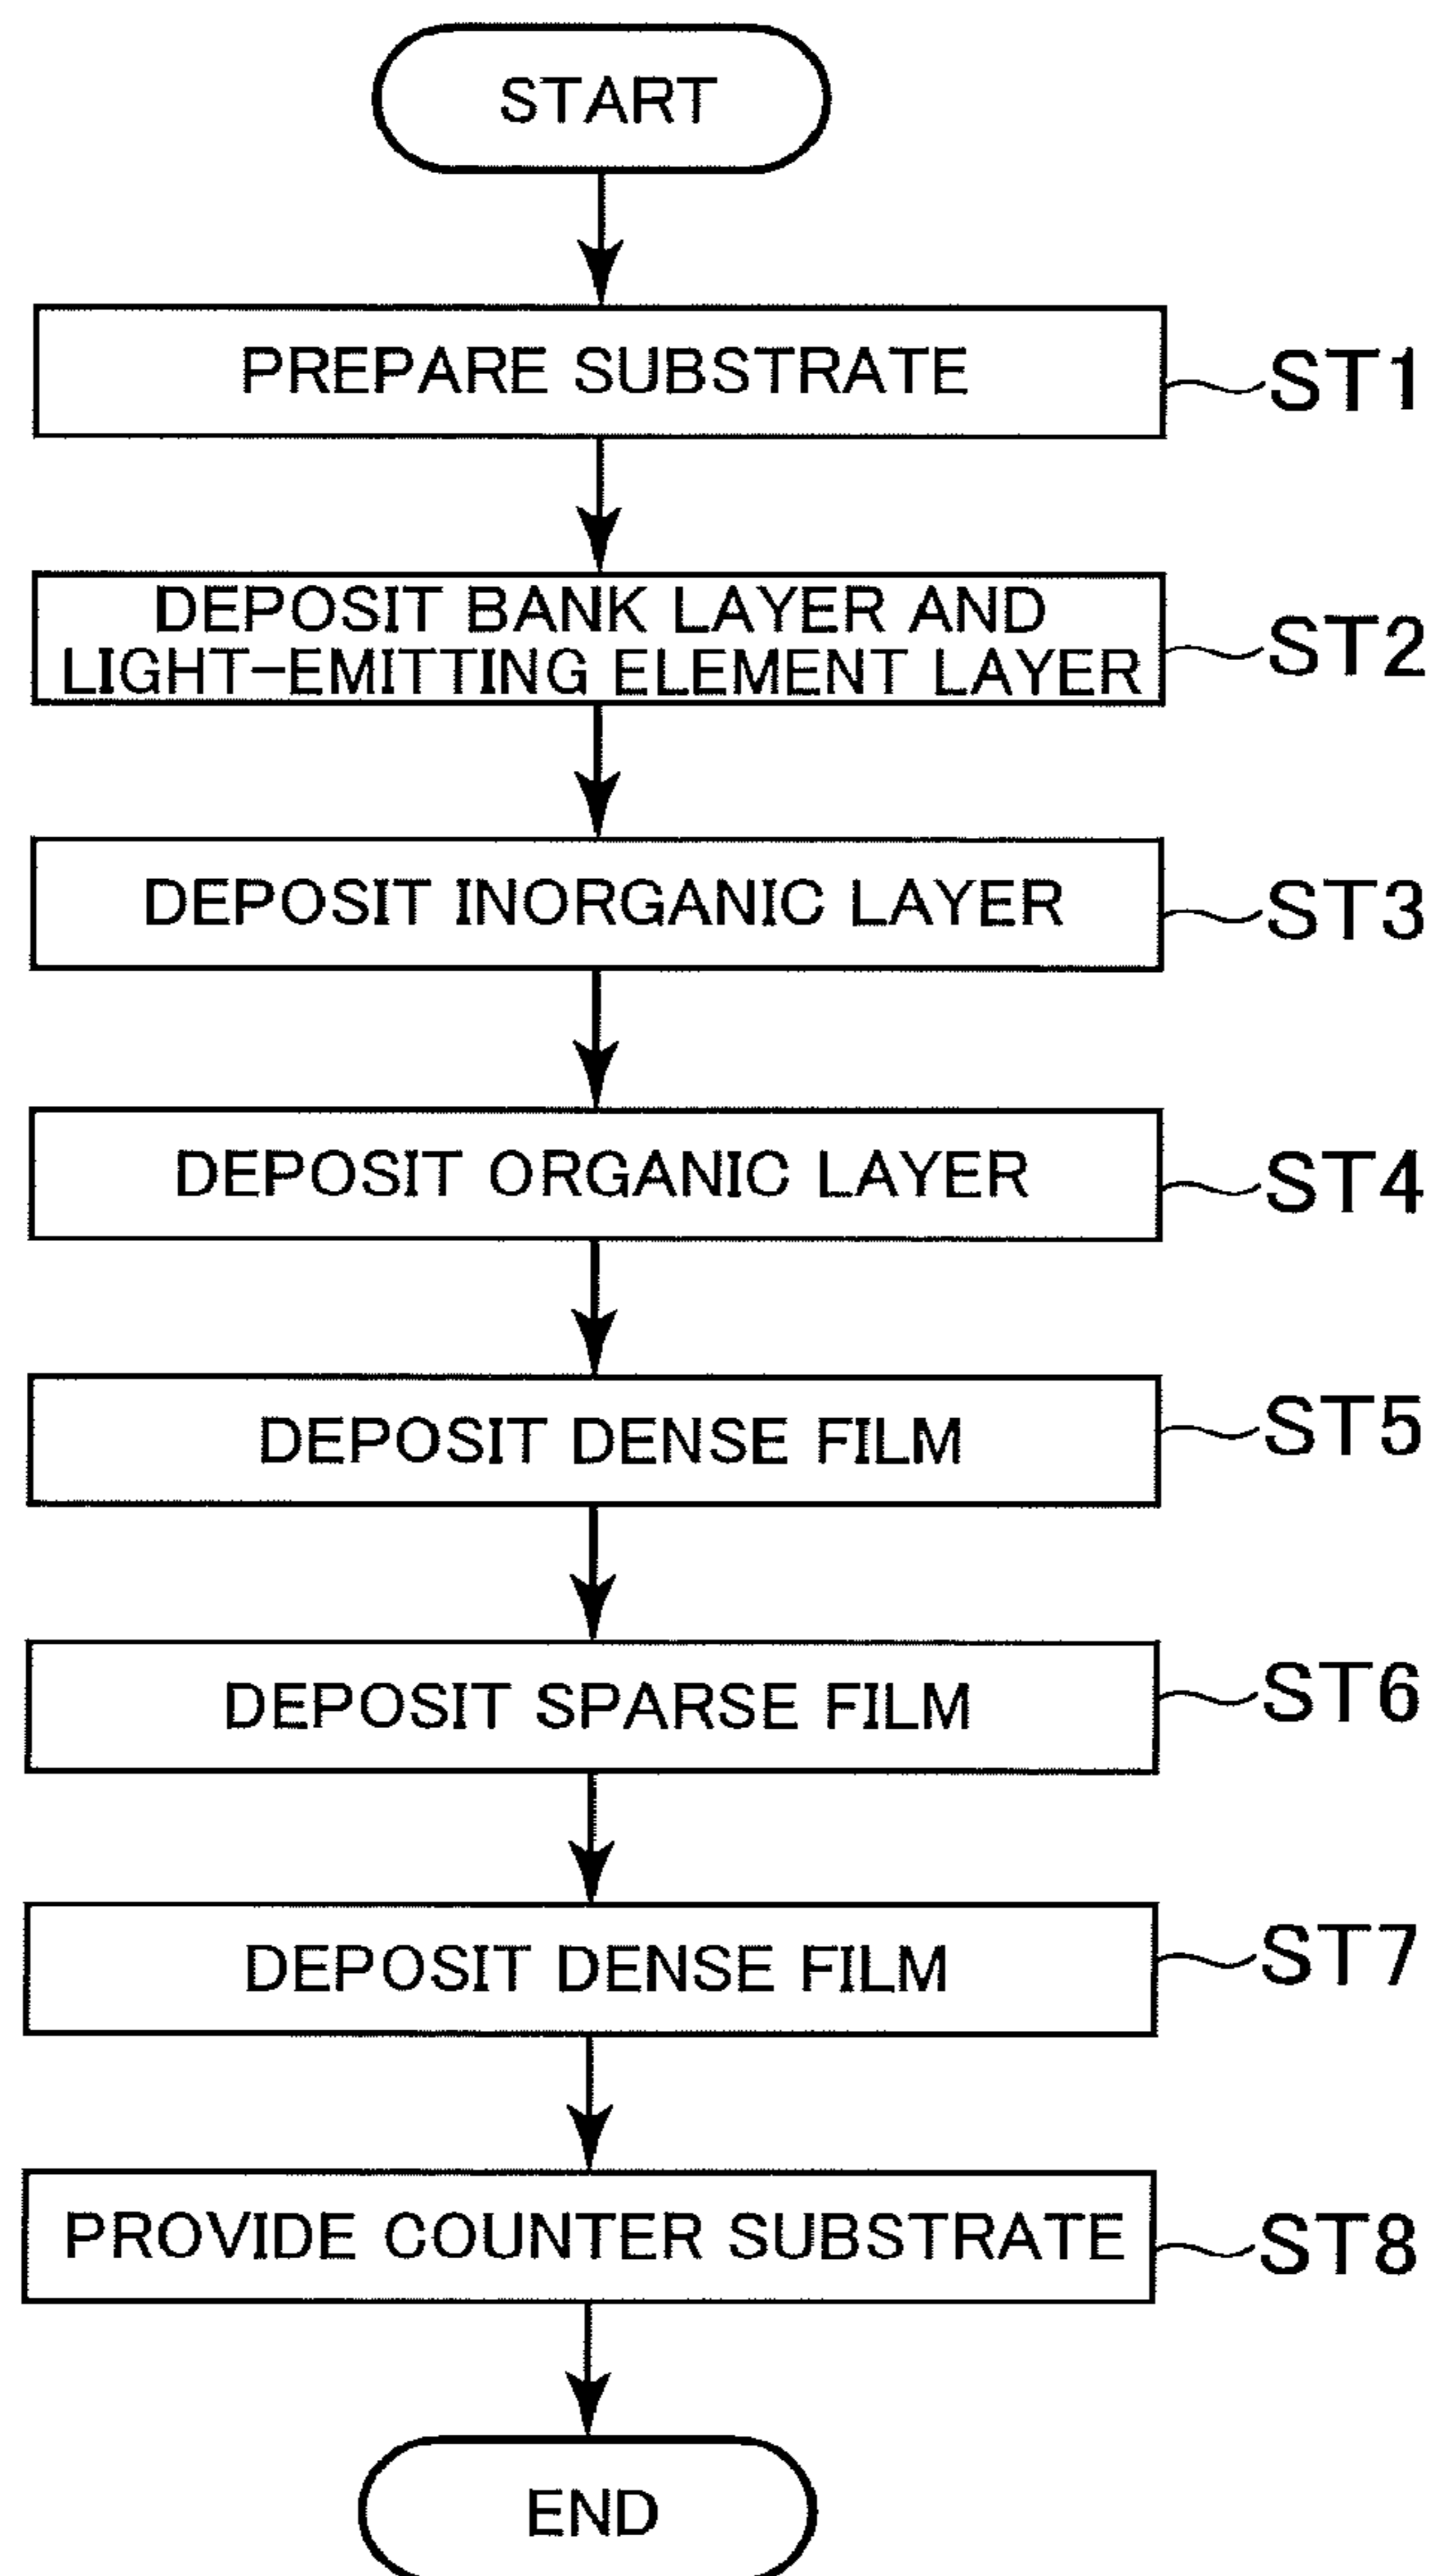 START
PREPARE SUBSTRATE
ST1
DEPOSIT BANK LAYER AND
LIGHT-EMITTING ELEMENT LAYER
ST2
DEPOSIT INORGANIC LAYER
ST3
DEPOSIT ORGANIC LAYER
ST4
DEPOSIT DENSE FILM
ST5
DEPOSIT SPARSE FILM
ST6
DEPOSIT DENSE FILM
ST7
PROVIDE COUNTER SUBSTRATE
ST8
END